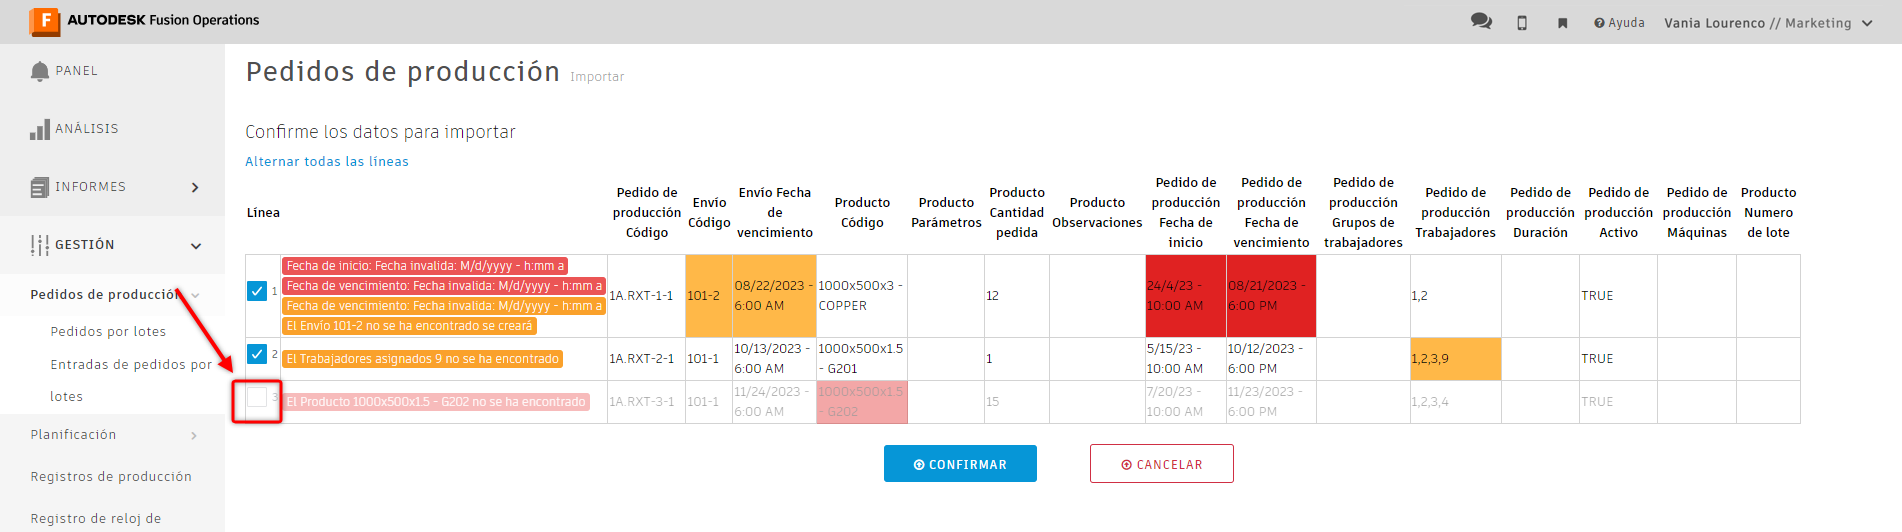 AUTODESK Fusion Operations
Ayuda
Vania Lourenco // Marketing
PANEL
ANÁLISIS
INFORMES
GESTIÓN
Pedidos de producción
Pedidos por lotes
Entradas de pedidos por
lotes
Planificación
Registros de producción
Registro de reloj de
Pedidos de producción Importar
Confirme los datos para importar
Alternar todas las líneas
Línea
Pedido de
producción
Código
Envío
Código
Envío Fecha
de
vencimiento
Producto
Código
Producto
Parámetros
Producto
Cantidad
pedida
Producto
Observaciones
Pedido de
producción
Fecha de
inicio
Pedido de
producción
Fecha de
vencimiento
Pedido de
producción
Grupos de
trabajadores
Pedido de
producción
Trabajadores
Pedido de
producción
Duración
Pedido de
producción
Activo
Pedido de
producción
Máquinas
Producto
Numero
de lote
1
Fecha de inicio: Fecha invalida: M/d/yyyy - h:mm a
Fecha de vencimiento: Fecha invalida: M/d/yyyy - h:mm a
Fecha de vencimiento: Fecha invalida: M/d/yyyy - h:mm a
El Envío 101-2 no se ha encontrado se creará
1A.RXT-1-1
101-2
08/22/2023 -
6:00 AM
1000x500x3 -
COPPER
12
24/4/23 -
10:00 AM
08/21/2023 -
6:00 PM
1,2
TRUE
2
El Trabajadores asignados 9 no se ha encontrado
1A.RXT-2-1
101-1
10/13/2023 -
6:00 AM
1000x500x1.5
- G201
1
5/15/23 -
10:00 AM
10/12/2023 -
6:00 PM
1,2,3,9
TRUE
3
El Producto 1000x500x1.5 - G202 no se ha encontrado
1A.RXT-3-1
101-1
11/24/2023 -
6:00 AM
1000x500x1.5
- G202
15
7/20/23 -
10:00 AM
11/23/2023 -
6:00 PM
1,2,3,4
TRUE
CONFIRMAR
CANCELAR